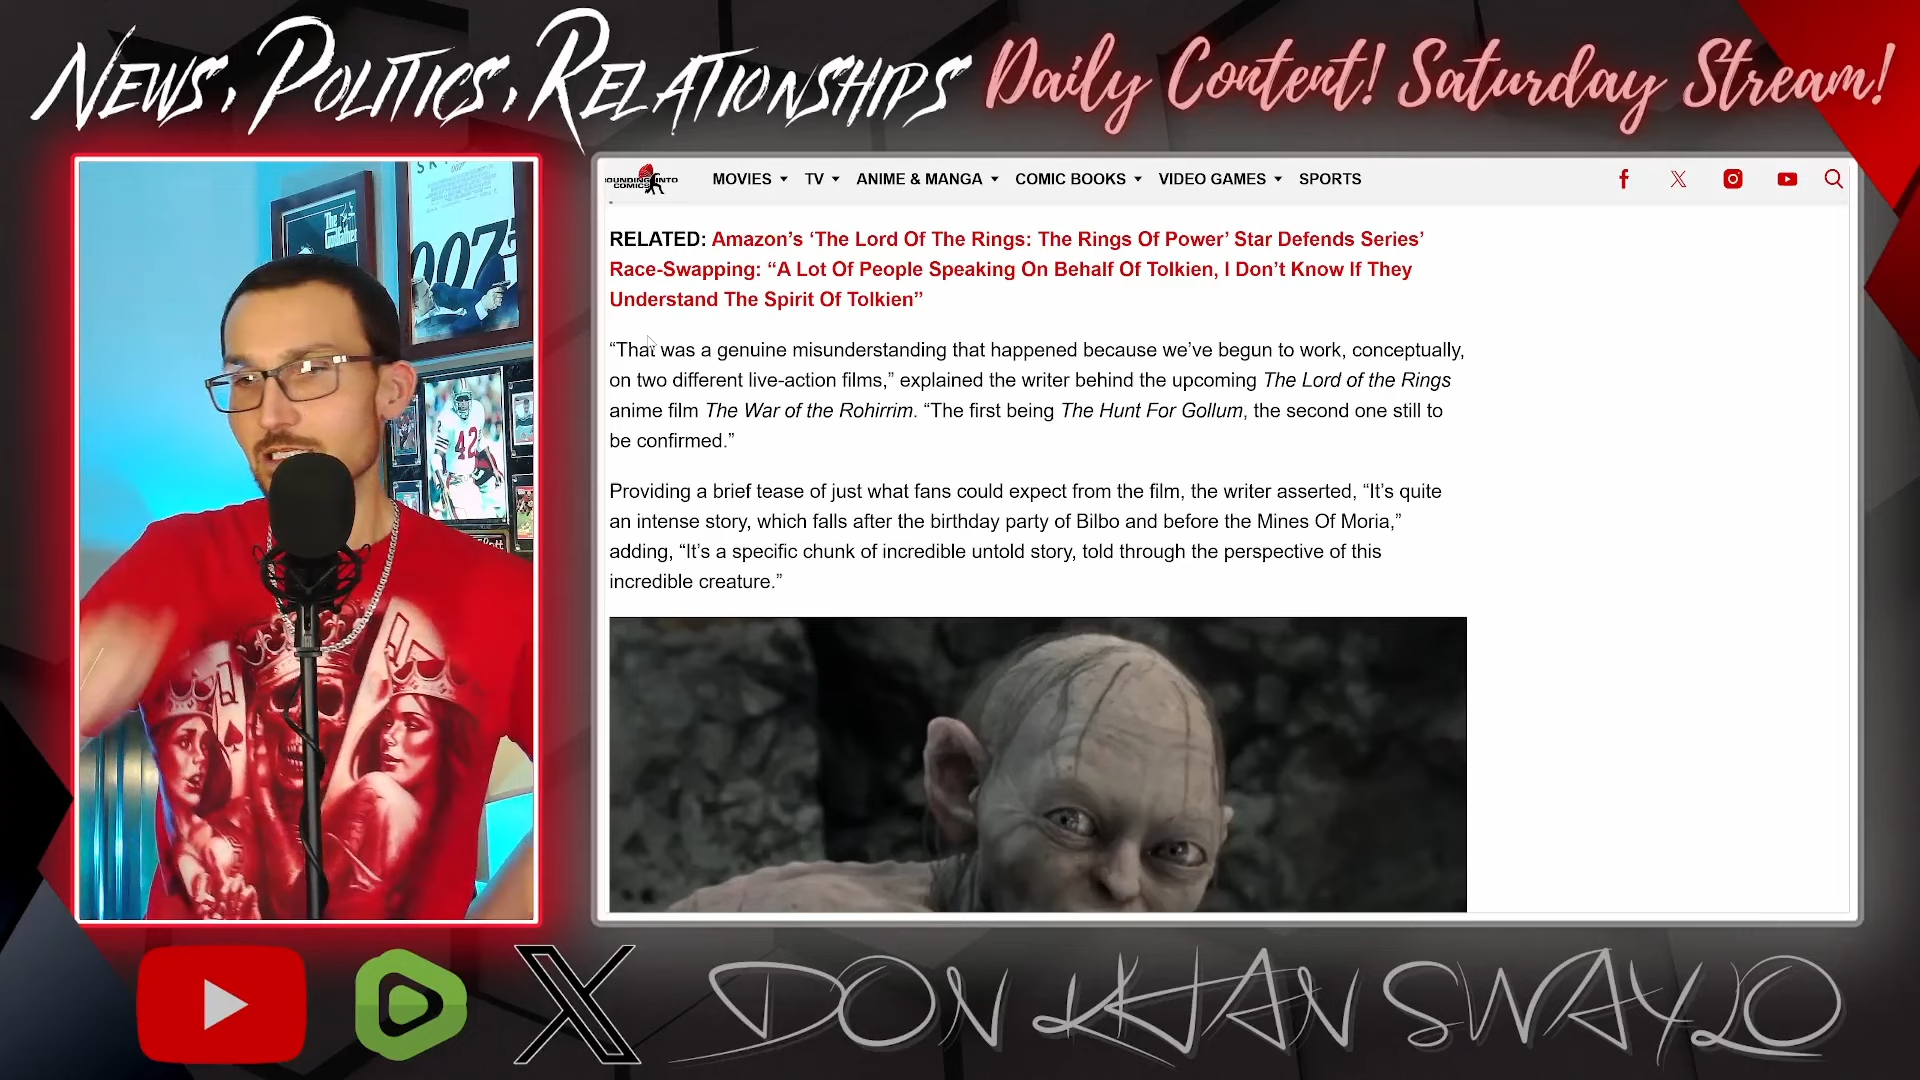 NEWS, POLITICS, RELATIONSHIPS
Daily Content! Saturday Stream!
The
Godfather
007
42
BOUNDING INTO
COMICS
MOVIES TV ANIME & MANGA COMIC BOOKS VIDEO GAMES SPORTS
RELATED: Amazon’s ‘The Lord Of The Rings: The Rings Of Power’ Star Defends Series’
Race-Swapping: “A Lot Of People Speaking On Behalf Of Tolkien, I Don’t Know If They
Understand The Spirit Of Tolkien”
“That was a genuine misunderstanding that happened because we’ve begun to work, conceptually,
on two different live-action films,” explained the writer behind the upcoming The Lord of the Rings
anime film The War of the Rohirrim. “The first being The Hunt For Gollum, the second one still to
be confirmed.”
Providing a brief tease of just what fans could expect from the film, the writer asserted, “It’s quite
an intense story, which falls after the birthday party of Bilbo and before the Mines Of Moria,”
adding, “It’s a specific chunk of incredible untold story, told through the perspective of this
incredible creature.”
DON KHAN SWAYLO